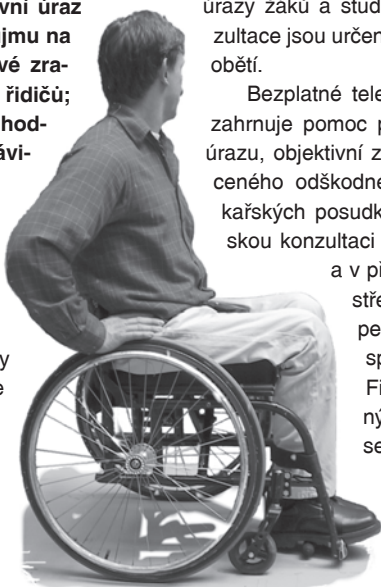 vní úraz
jmu na
vé zra-
řidičů;
hod-
ávi-
y
e
úrazy žáků a stud
zultace jsou určen
obětí.
Bezplatné tele
zahrnuje pomoc p
úrazu, objektivní z
ceného odškodne
kařských posudk
skou konzultaci
a v př
stře
pe
sp
Fi
ný
se